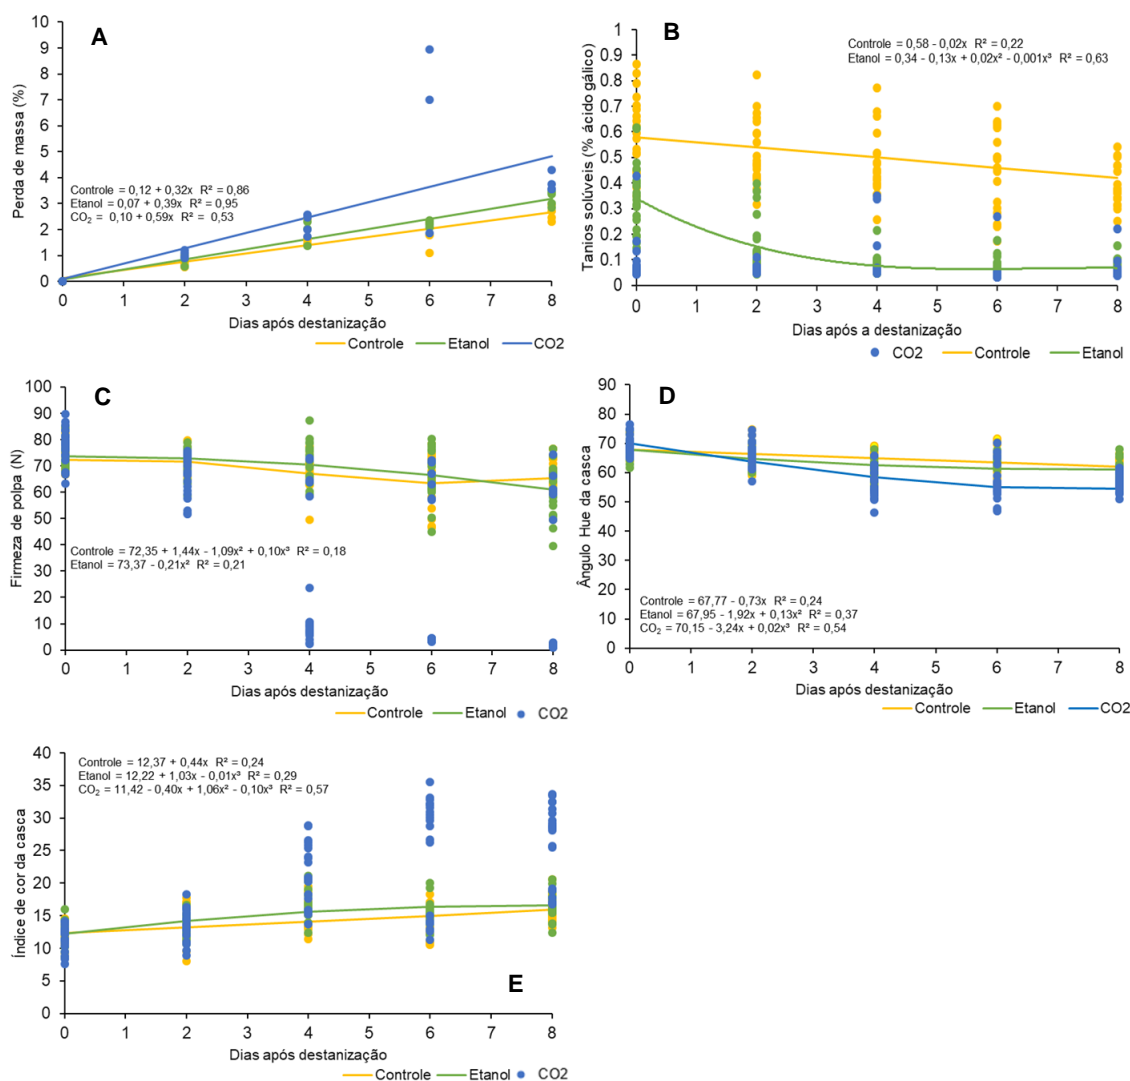 A
Perda de massa (%)
10
9
8
7
6
5
4
3
2
1
0
Controle = 0,12 + 0,32x R² = 0,86
Etanol = 0,07 + 0,39x R² = 0,95
CO₂ = 0,10 + 0,59x R² = 0,53
0 1 2 3 4 5 6 7 8
Dias após destanização
Controle Etanol CO2
B
Tanios solúveis (% ácido gálico)
1
0.9
0.8
0.7
0.6
0.5
0.4
0.3
0.2
0.1
0
Controle = 0,58 - 0,02x R² = 0,22
Etanol = 0,34 - 0,13x + 0,02x² - 0,001x³ R² = 0,63
0 1 2 3 4 5 6 7 8
Dias após a destanização
CO2 Controle Etanol
C
Firmeza de polpa (N)
100
90
80
70
60
50
40
30
20
10
0
Controle = 72,35 + 1,44x - 1,09x² + 0,10x³ R² = 0,18
Etanol = 73,37 - 0,21x² R² = 0,21
0 1 2 3 4 5 6 7 8
Dias após destanização
Controle Etanol CO2
D
Ângulo Hue da casca
90
80
70
60
50
40
30
20
10
0
Controle = 67,77 - 0,73x R² = 0,24
Etanol = 67,95 - 1,92x + 0,13x² R² = 0,37
CO₂ = 70,15 - 3,24x + 0,02x³ R² = 0,54
0 1 2 3 4 5 6 7 8
Dias após destanização
Controle Etanol CO2
Índice de cor da casca
40
35
30
25
20
15
10
5
0
Controle = 12,37 + 0,44x R² = 0,24
Etanol = 12,22 + 1,03x - 0,01x³ R² = 0,29
CO₂ = 11,42 - 0,40x + 1,06x² - 0,10x³ R² = 0,57
E
0 1 2 3 4 5 6 7 8
Dias após destanização
Controle Etanol CO2